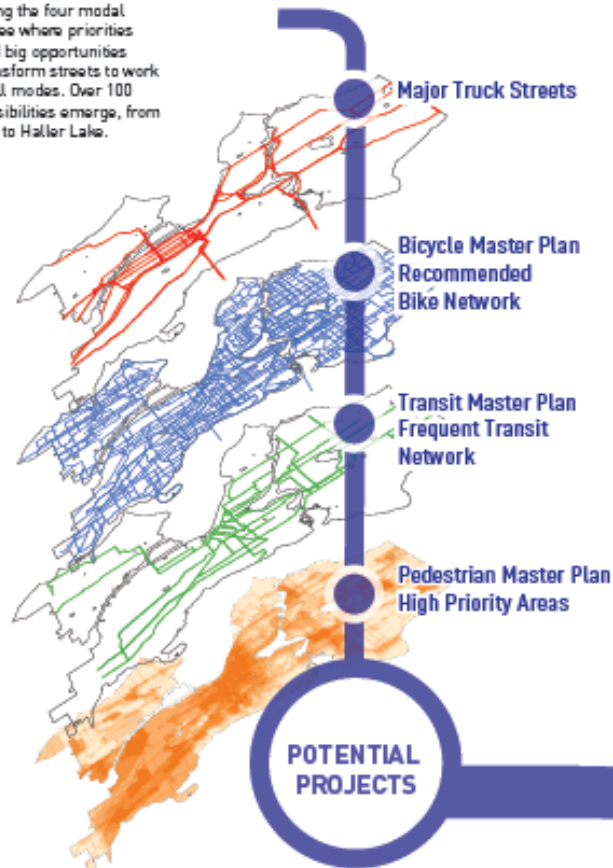 ng the four modal
ee where priorities
d big opportunities
nsform streets to work
ll modes. Over 100
sibilities emerge, from
to Haller Lake.
Major Truck Streets
Bicycle Master Plan
Recommended
Bike Network
Transit Master Plan
Frequent Transit
Network
Pedestrian Master Plan
High Priority Areas
POTENTIAL
PROJECTS